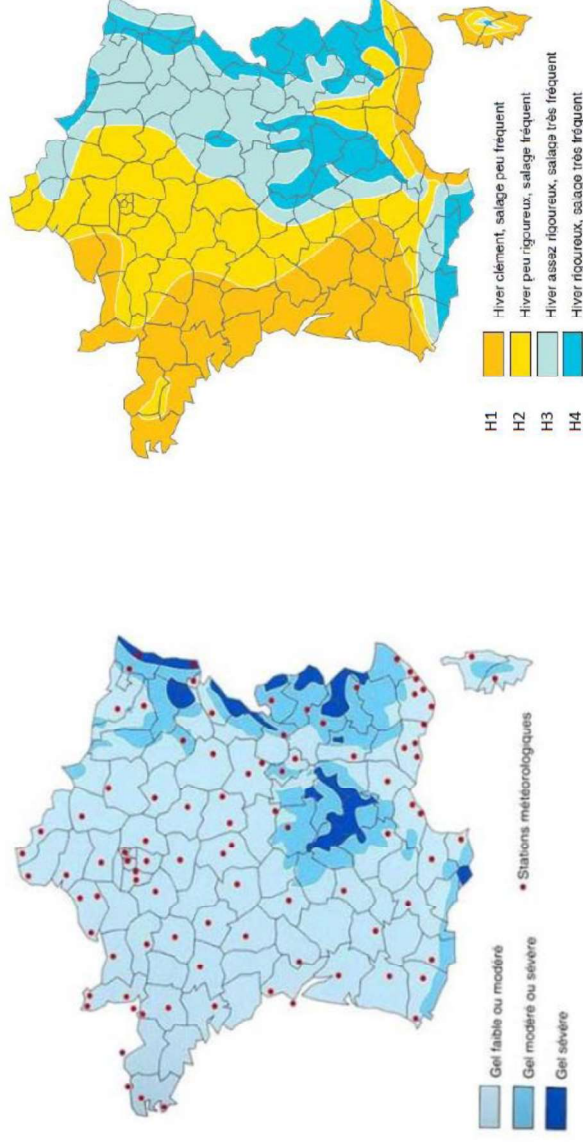 H1 Hiver clément, salage peu fréquent
H2 Hiver peu rigoureux, salage fréquent
H3 Hiver assez rigoureux, salage très fréquent
H4 Hiver rigoureux, salage très fréquent
Gel faible ou modéré
Gel modéré ou sévère
Gel sévère
Stations météorologiques